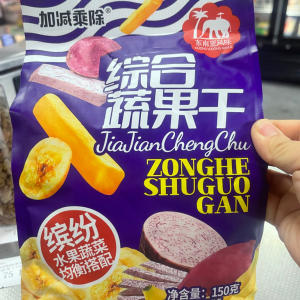 加减乘除®
综合
蔬果干
JiaJianChengChu
ZONGHE
SHUGUO
GAN
缤纷
水果蔬菜
均衡搭配
净含量：150克